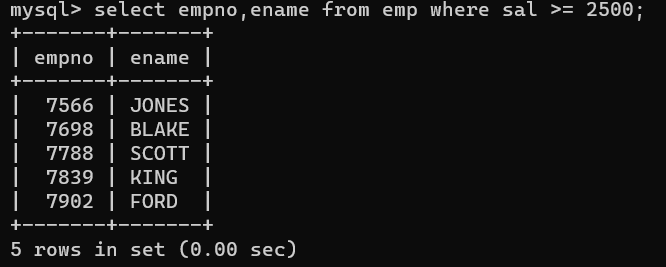 mysql> select empno,ename from emp where sal >= 2500;
+-------+-------+
| empno | ename |
+-------+-------+
|  7566 | JONES |
|  7698 | BLAKE |
|  7788 | SCOTT |
|  7839 | KING  |
|  7902 | FORD  |
+-------+-------+
5 rows in set (0.00 sec)